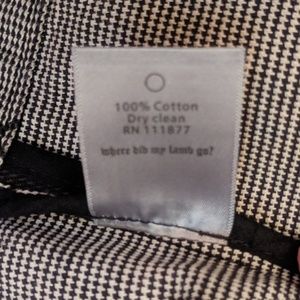 100% Cotton
Dry clean
RN 111877
where did my lamb go?